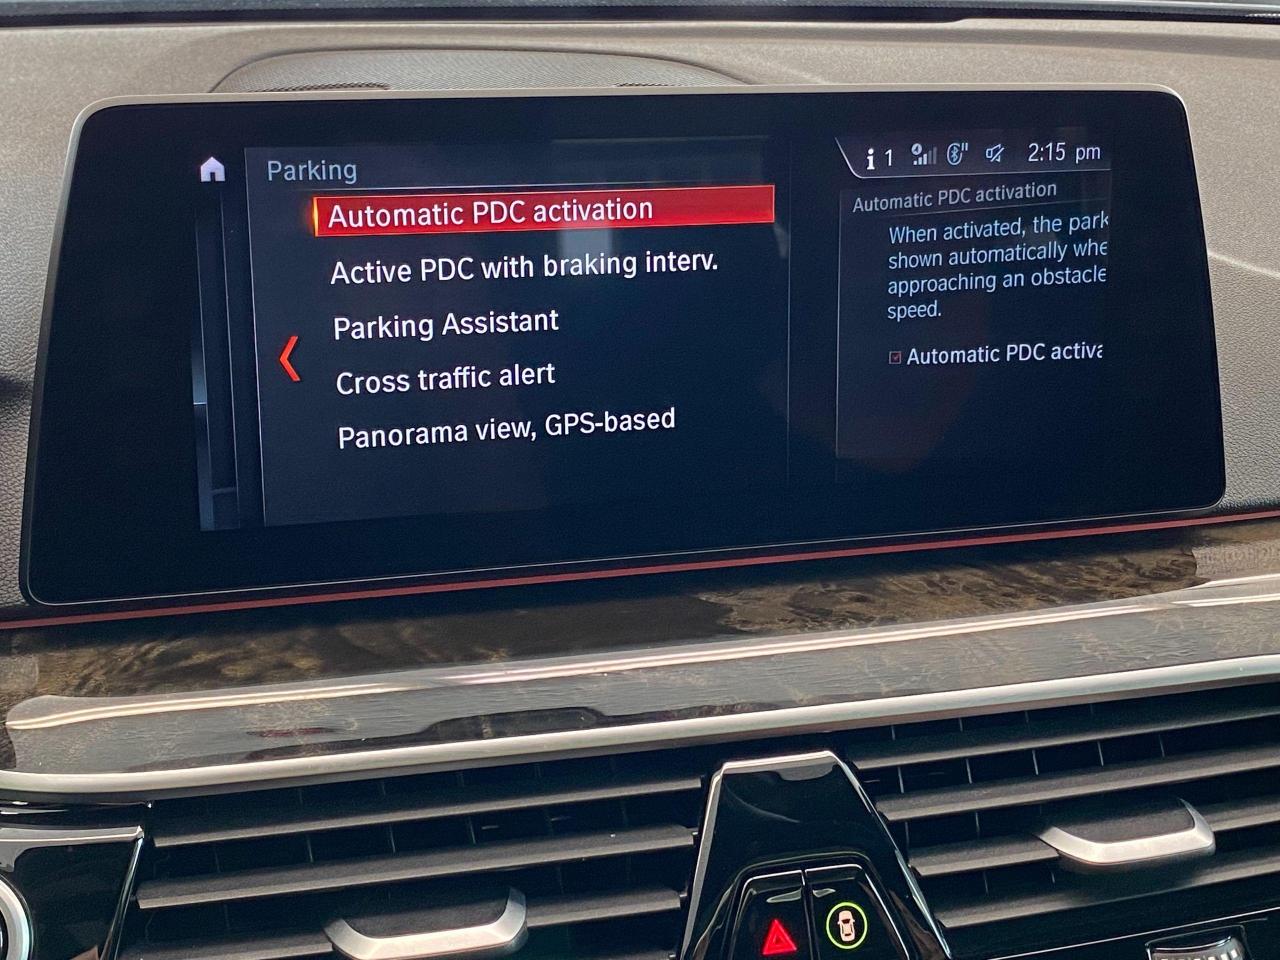 Parking
Automatic PDC activation
Active PDC with braking interv.
Parking Assistant
Cross traffic alert
Panorama view, GPS-based
1 2:15 pm
Automatic PDC activation
When activated, the park
shown automatically whe
approaching an obstacle
speed.
Automatic PDC activa